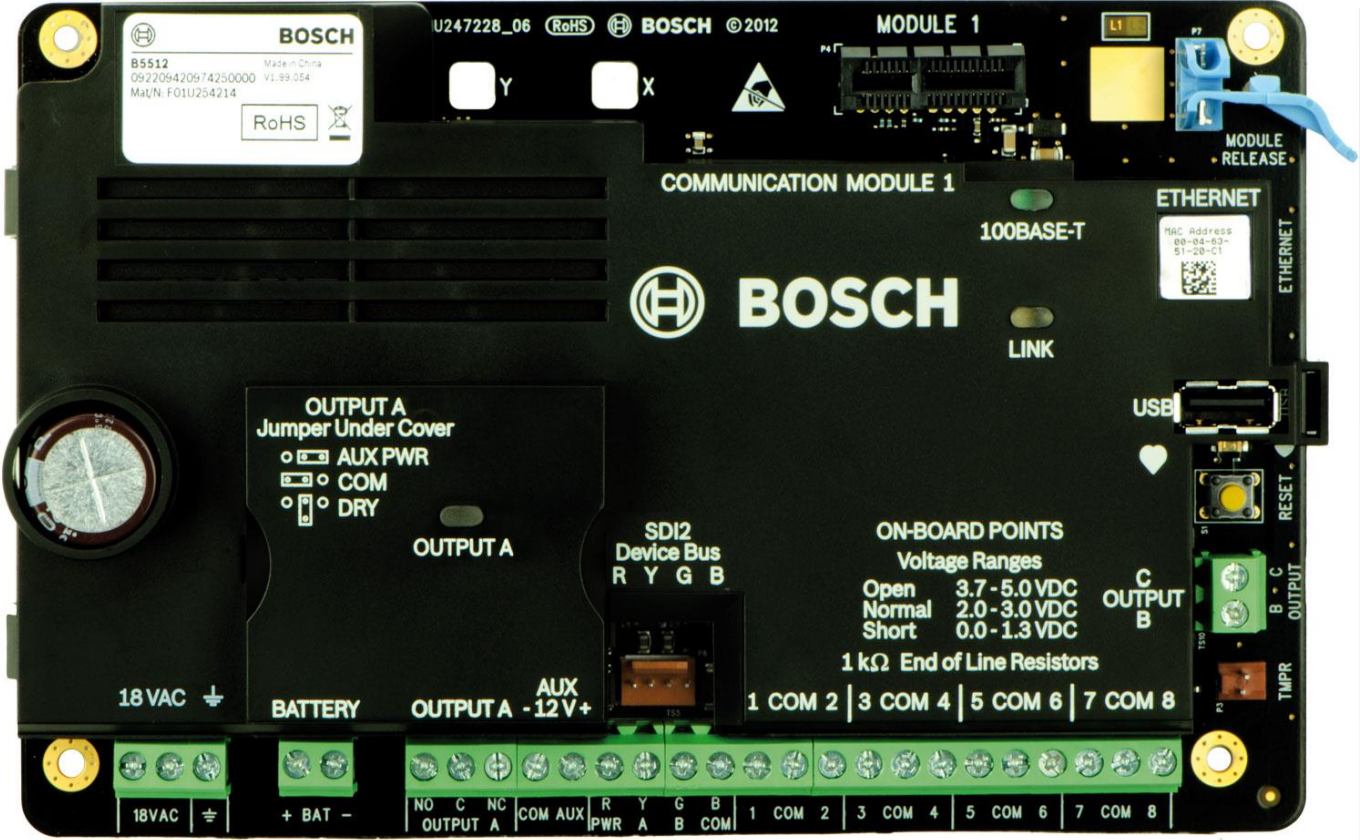 BOSCH
B5512
Made in China
092209420974250000 V1.99.054
Mat/N: F01U254214
RoHS
U247228_06 RoHS BOSCH © 2012
MODULE 1
P4
L1
P7
Y
X
MODULE
RELEASE
COMMUNICATION MODULE 1
ETHERNET
100BASE-T
MAC Address
00-04-63-
51-20-C1
ETHERNET
BOSCH
LINK
USB
OUTPUT A
Jumper Under Cover
AUX PWR
COM
DRY
OUTPUT A
RESET
S1
SDI2
Device Bus
R Y G B
ON-BOARD POINTS
Voltage Ranges
Open 3.7 - 5.0 VDC
Normal 2.0 - 3.0 VDC
Short 0.0 - 1.3 VDC
1 kΩ End of Line Resistors
C
OUTPUT
B
B C
OUTPUT
TS10
P3
TMPR
TS5
18 VAC
BATTERY
OUTPUT A
AUX
- 12 V +
1 COM 2 3 COM 4 5 COM 6 7 COM 8
18VAC
+ BAT -
NO C NC
OUTPUT A
COM AUX
R Y G B
PWR A B COM
1 COM 2 3 COM 4 5 COM 6 7 COM 8